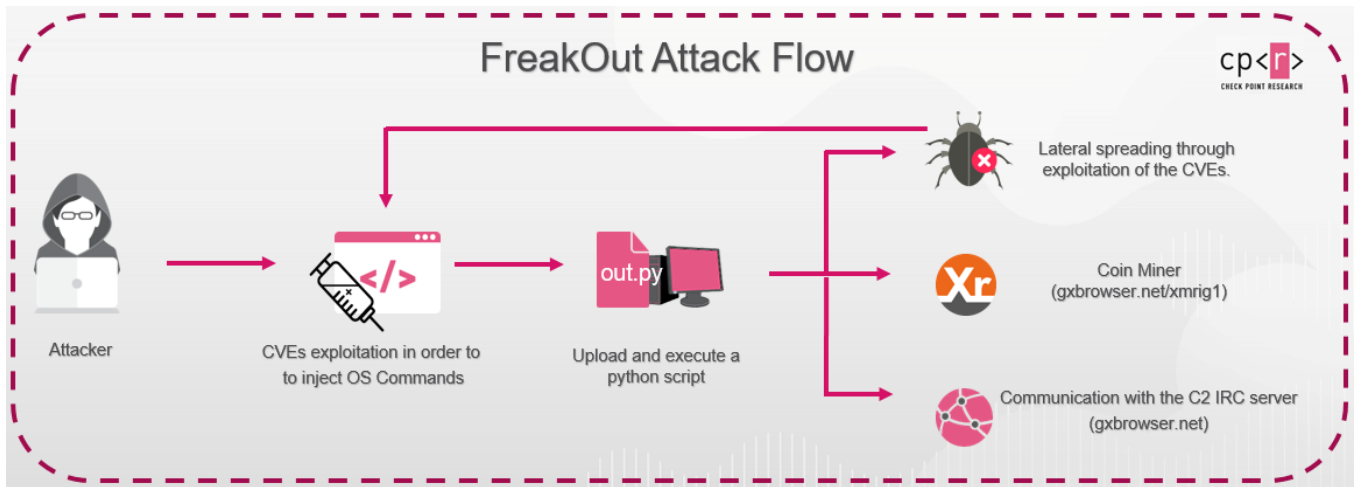 FreakOut Attack Flow
cp<r>
CHECK POINT RESEARCH
Lateral spreading through
exploitation of the CVEs.
</>
out.py
Xr
Coin Miner
(gxbrowser.net/xmrig1)
Attacker
CVEs exploitation in order to
to inject OS Commands
Upload and execute a
python script
Communication with the C2 IRC server
(gxbrowser.net)